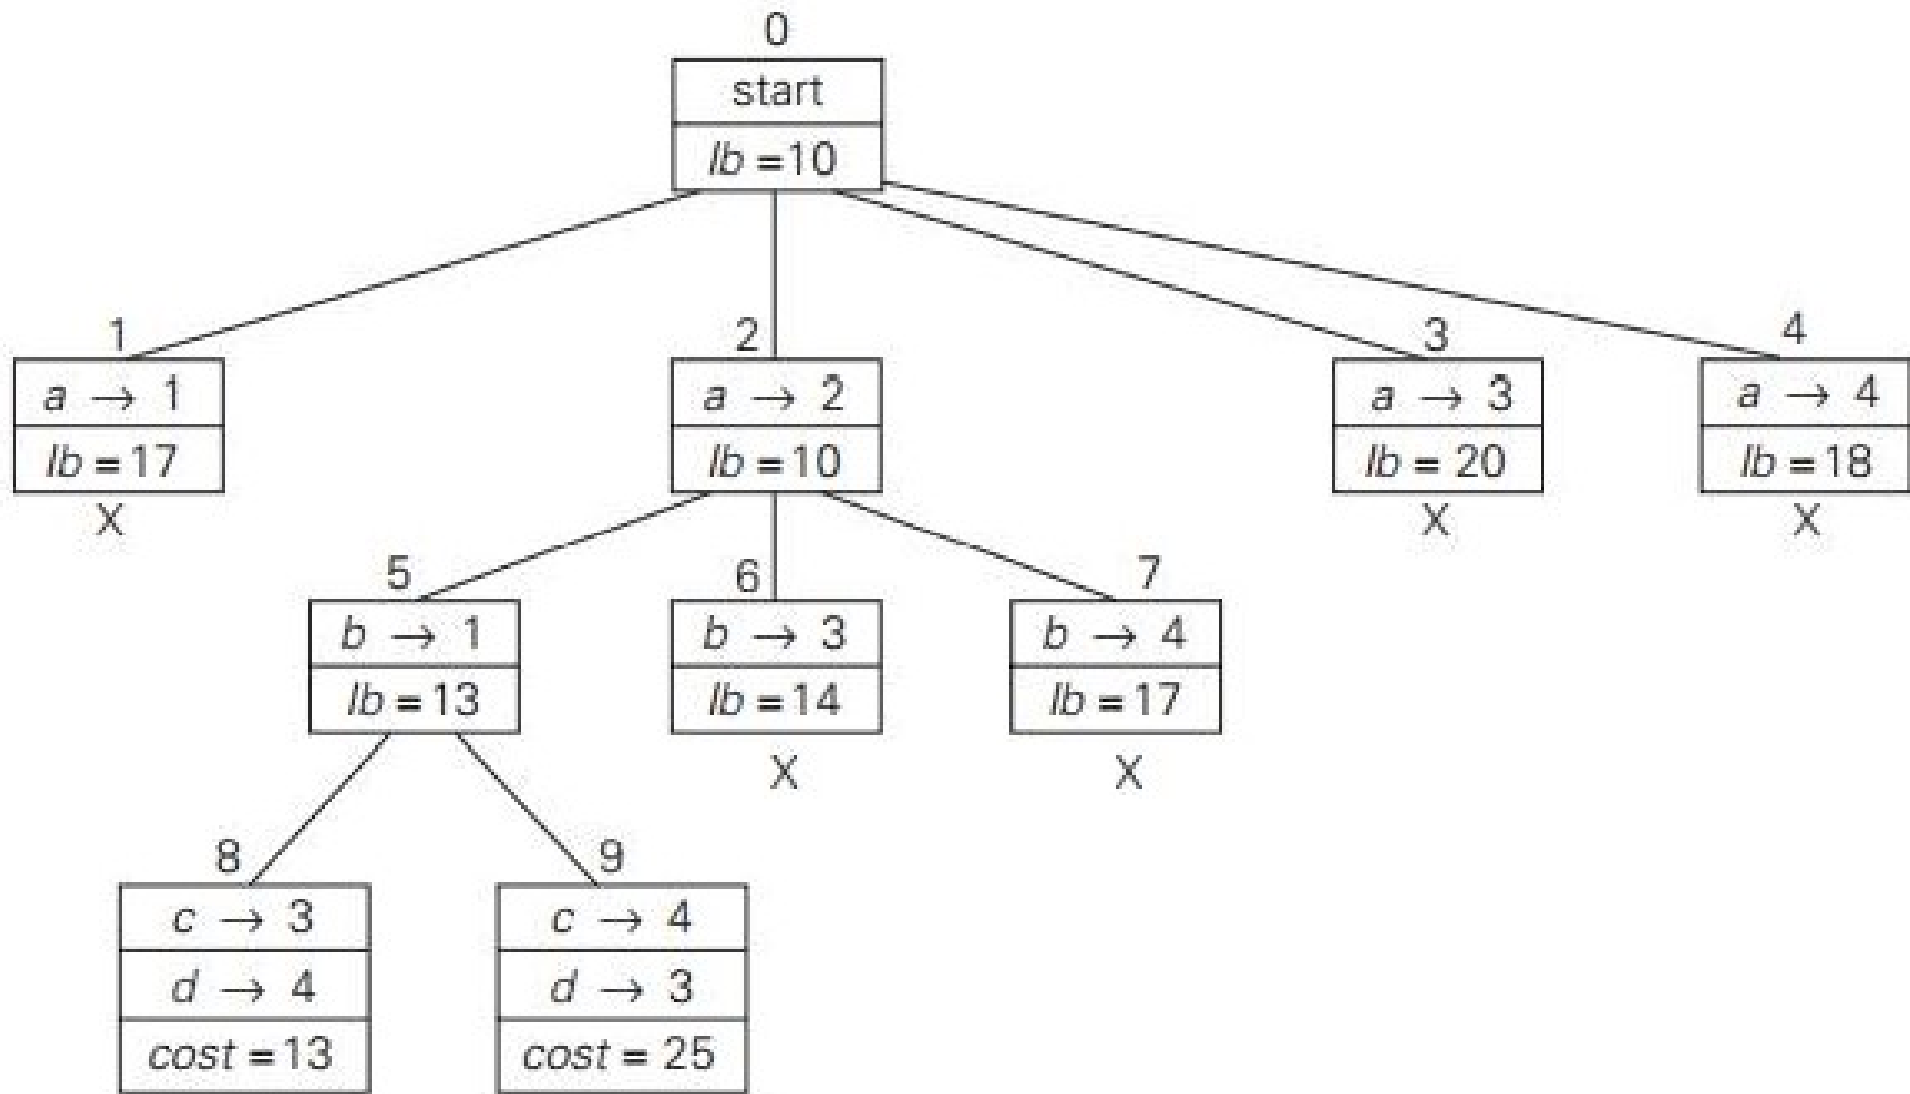 0
start
lb =10
1
2
3
4
a → 1
a → 2
a → 3
a → 4
lb =17
lb =10
lb = 20
lb =18
X
X
X
5
6
7
b → 1
b → 3
b → 4
lb =13
lb =14
lb =17
X
X
8
9
c → 3
c → 4
d → 4
d → 3
cost =13
cost = 25